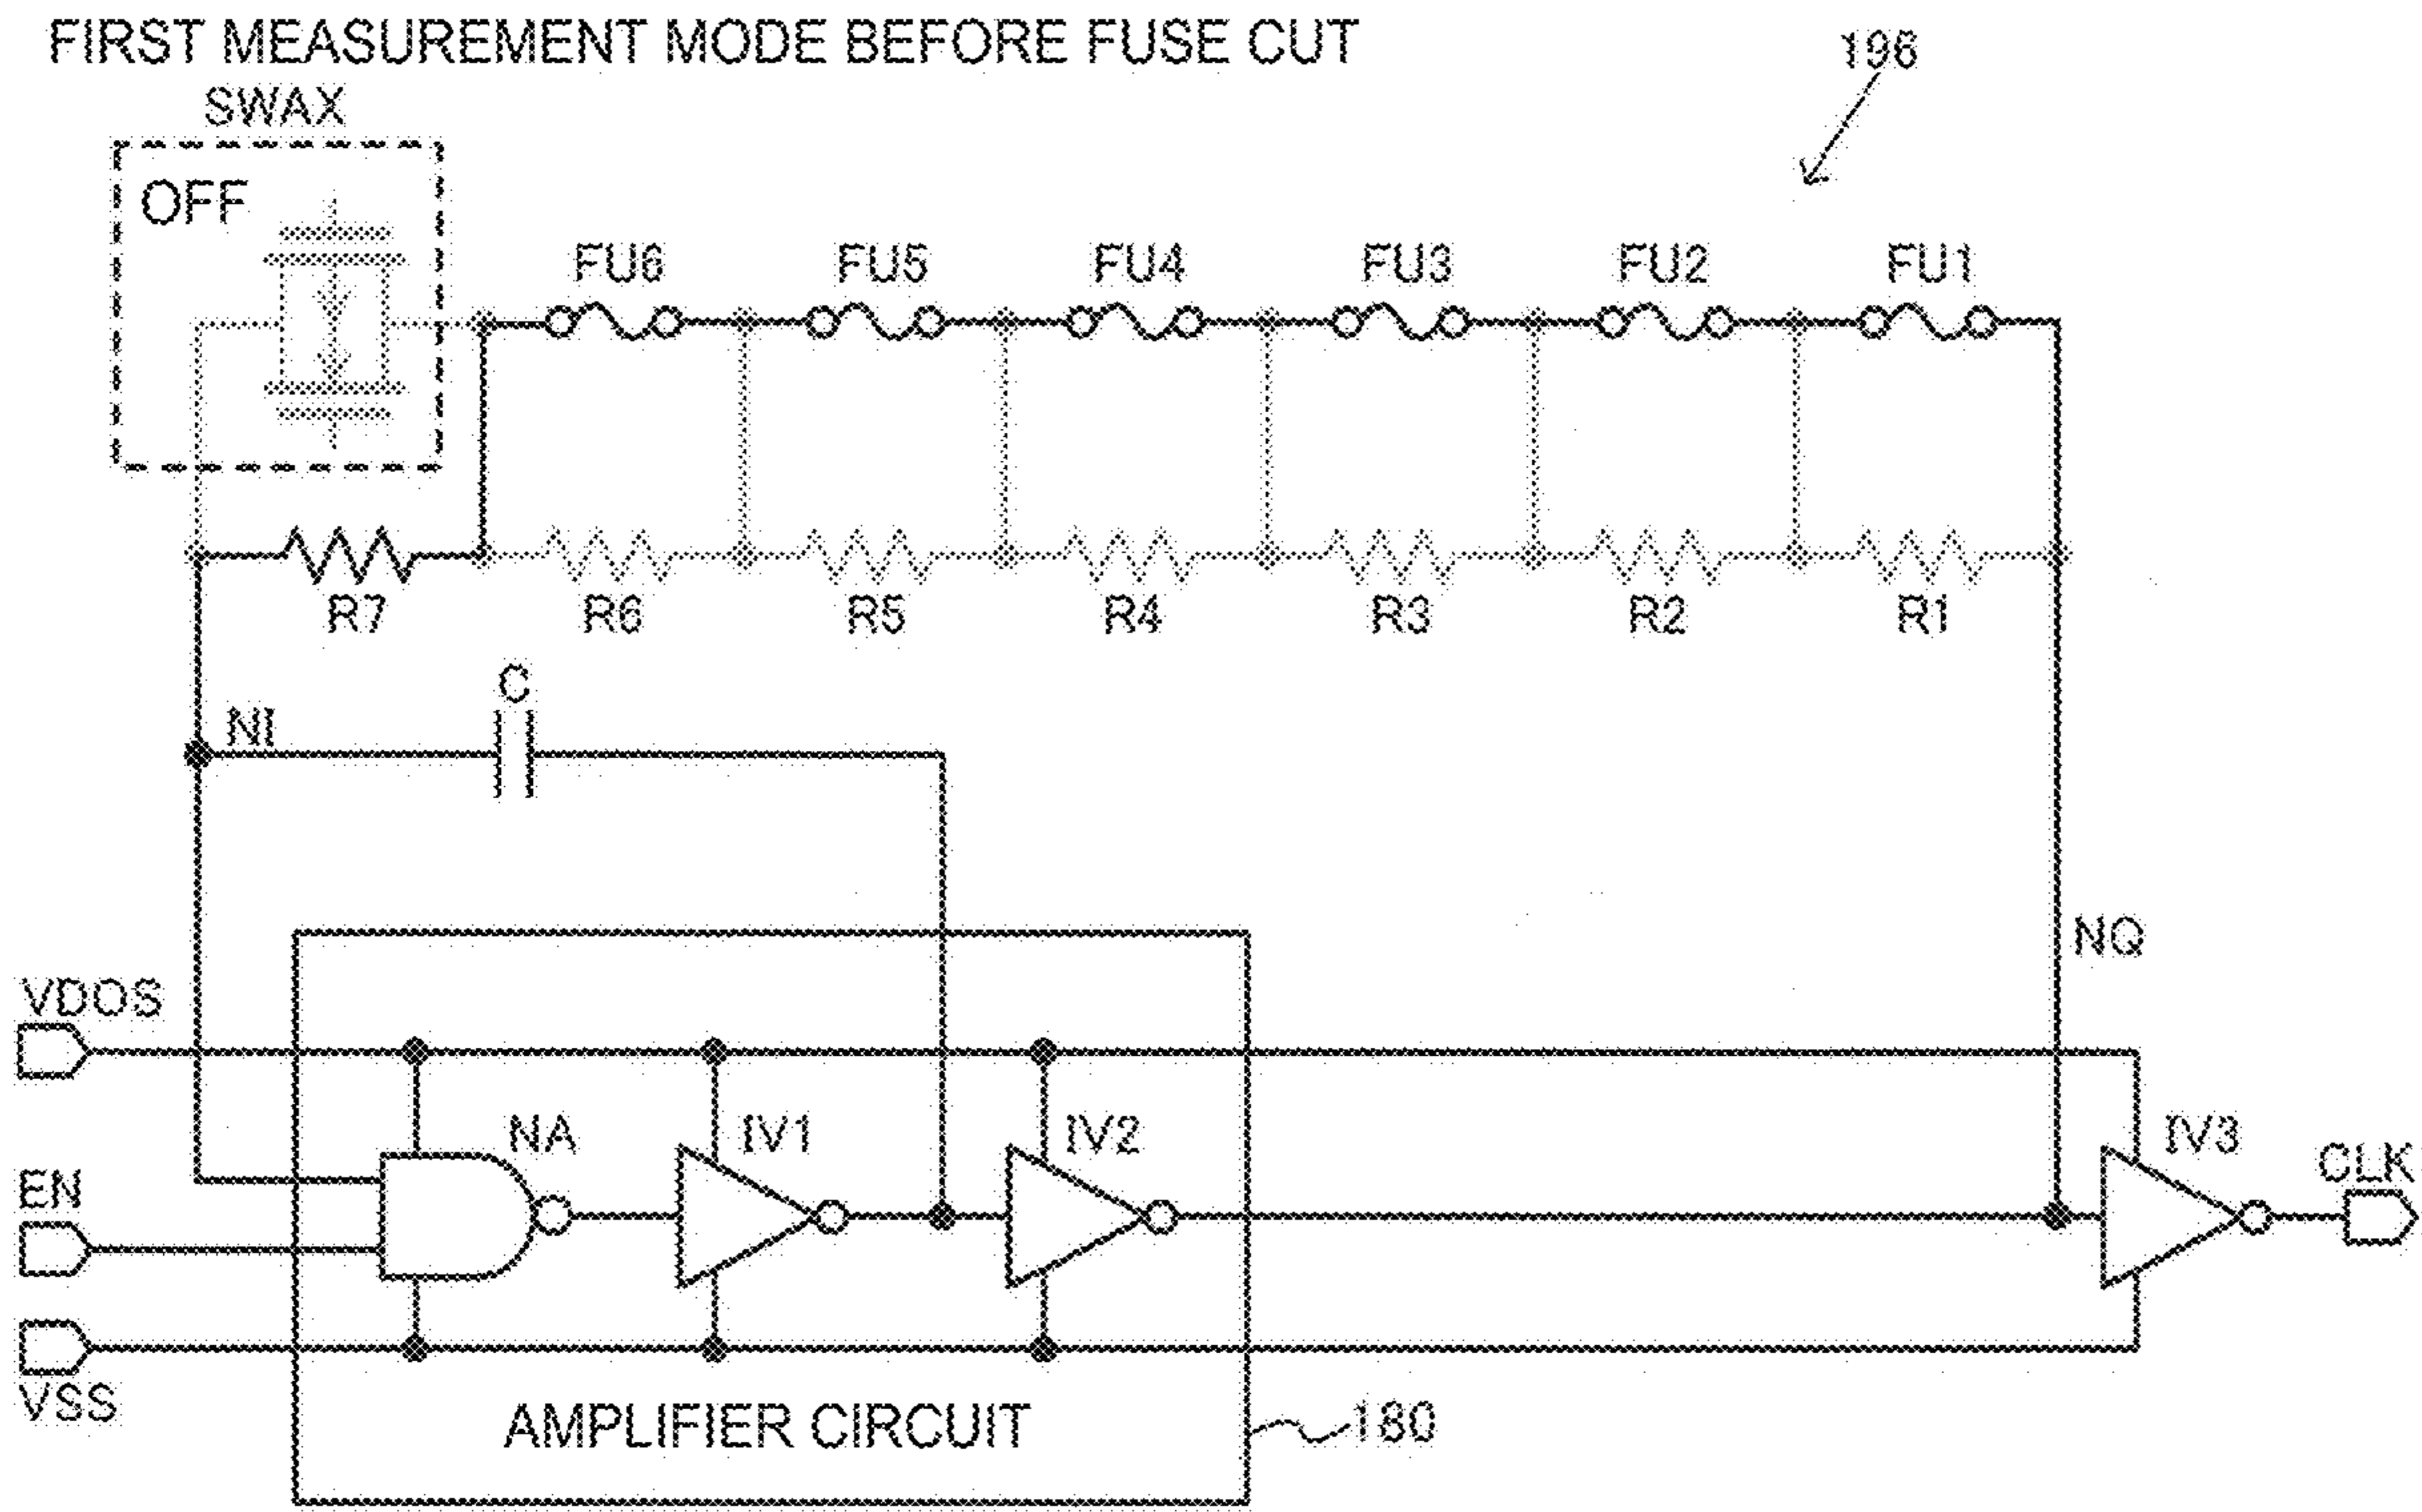 FIRST MEASUREMENT MODE BEFORE FUSE CUT
196
SWAX
OFF
FU6 FU5 FU4 FU3 FU2 FU1
R7 R6 R5 R4 R3 R2 R1
C
NI
NQ
VDOS
NA IV1 IV2 IV3
EN
CLK
VSS
AMPLIFIER CIRCUIT
180